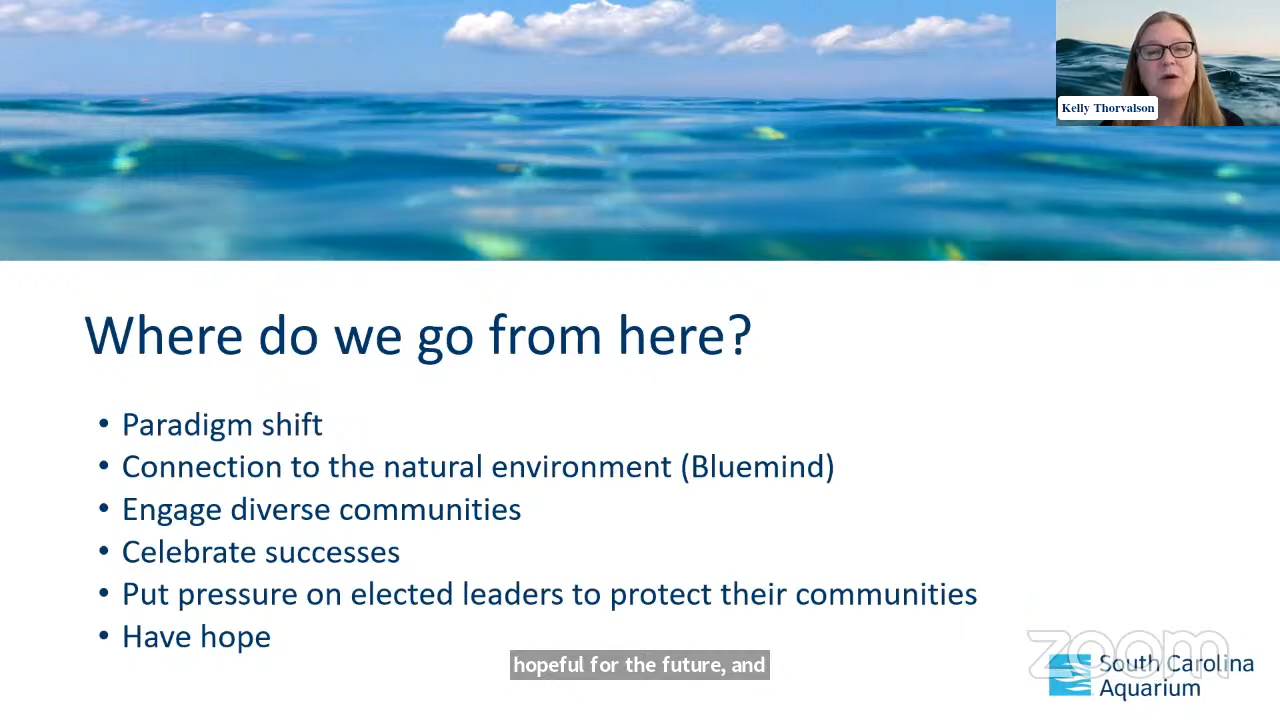 Kelly Thorvalson
Where do we go from here?
• Paradigm shift
• Connection to the natural environment (Bluemind)
• Engage diverse communities
• Celebrate successes
• Put pressure on elected leaders to protect their communities
• Have hope
hopeful for the future, and
zoom
South Carolina
Aquarium